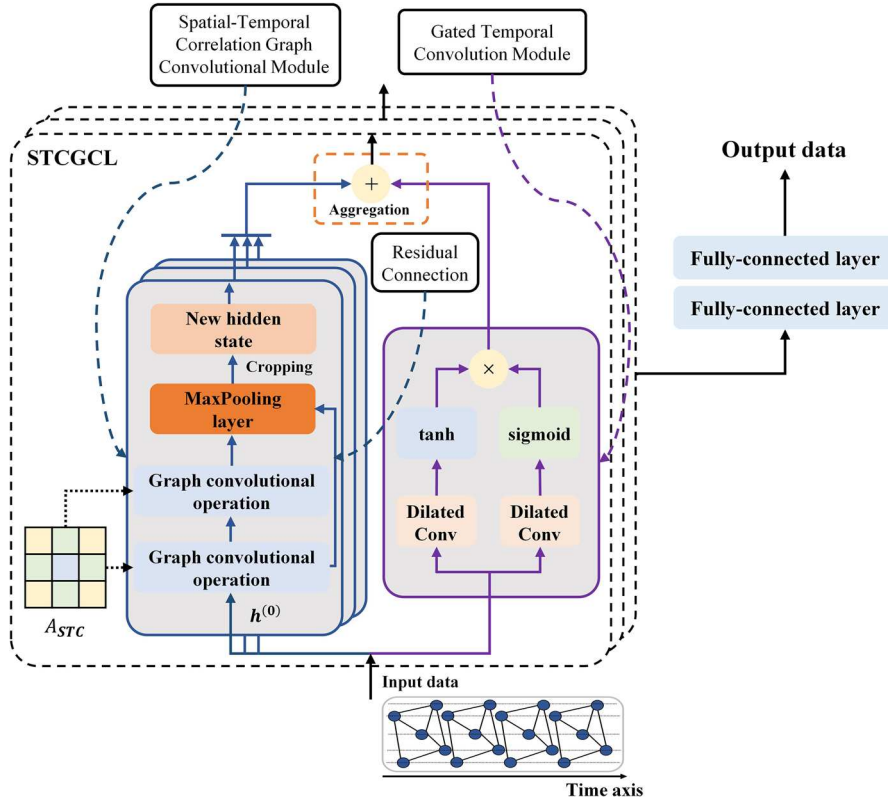 Spatial-Temporal
Correlation Graph
Convolutional Module
Gated Temporal
Convolution Module
STCGCL
+
Aggregation
Residual
Connection
New hidden
state
Cropping
MaxPooling
layer
Graph convolutional
operation
Graph convolutional
operation
h⁽⁰⁾
A_STC
×
tanh
sigmoid
Dilated
Conv
Dilated
Conv
Input data
Time axis
Output data
Fully-connected layer
Fully-connected layer